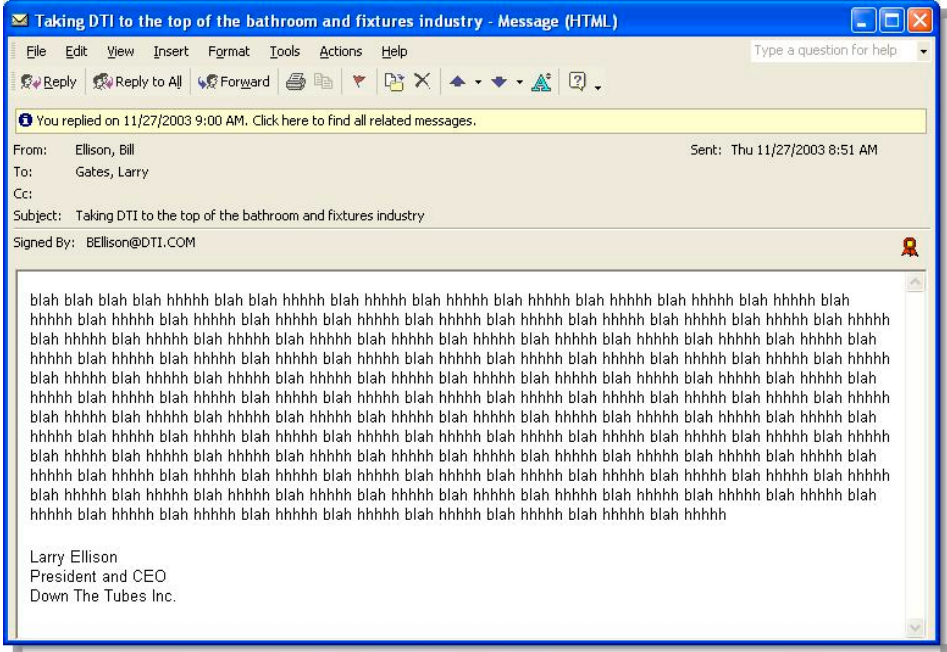 Taking DTI to the top of the bathroom and fixtures industry - Message (HTML)
File Edit View Insert Format Tools Actions Help
Type a question for help
Reply Reply to All Forward
You replied on 11/27/2003 9:00 AM. Click here to find all related messages.
From: Ellison, Bill Sent: Thu 11/27/2003 8:51 AM
To: Gates, Larry
Cc:
Subject: Taking DTI to the top of the bathroom and fixtures industry
Signed By: BEllison@DTI.COM
blah blah blah blah hhhhh blah blah hhhhh blah hhhhh blah hhhhh blah hhhhh blah hhhhh blah hhhhh blah hhhhh blah
hhhhh blah hhhhh blah hhhhh blah hhhhh blah hhhhh blah hhhhh blah hhhhh blah hhhhh blah hhhhh blah hhhhh blah hhhhh
blah hhhhh blah hhhhh blah hhhhh blah hhhhh blah hhhhh blah hhhhh blah hhhhh blah hhhhh blah hhhhh blah hhhhh blah
hhhhh blah hhhhh blah hhhhh blah hhhhh blah hhhhh blah hhhhh blah hhhhh blah hhhhh blah hhhhh blah hhhhh blah hhhhh
blah hhhhh blah hhhhh blah hhhhh blah hhhhh blah hhhhh blah hhhhh blah hhhhh blah hhhhh blah hhhhh blah hhhhh blah
hhhhh blah hhhhh blah hhhhh blah hhhhh blah hhhhh blah hhhhh blah hhhhh blah hhhhh blah hhhhh blah hhhhh blah hhhhh
blah hhhhh blah hhhhh blah hhhhh blah hhhhh blah hhhhh blah hhhhh blah hhhhh blah hhhhh blah hhhhh blah hhhhh blah
hhhhh blah hhhhh blah hhhhh blah hhhhh blah hhhhh blah hhhhh blah hhhhh blah hhhhh blah hhhhh blah hhhhh blah hhhhh
blah hhhhh blah hhhhh blah hhhhh blah hhhhh blah hhhhh blah hhhhh blah hhhhh blah hhhhh blah hhhhh blah hhhhh blah
hhhhh blah hhhhh blah hhhhh blah hhhhh blah hhhhh blah hhhhh blah hhhhh blah hhhhh blah hhhhh blah hhhhh blah hhhhh
blah hhhhh blah hhhhh blah hhhhh blah hhhhh blah hhhhh blah hhhhh blah hhhhh blah hhhhh blah hhhhh blah hhhhh blah
hhhhh blah hhhhh blah hhhhh blah hhhhh blah hhhhh blah hhhhh blah hhhhh blah hhhhh blah hhhhh
Larry Ellison
President and CEO
Down The Tubes Inc.